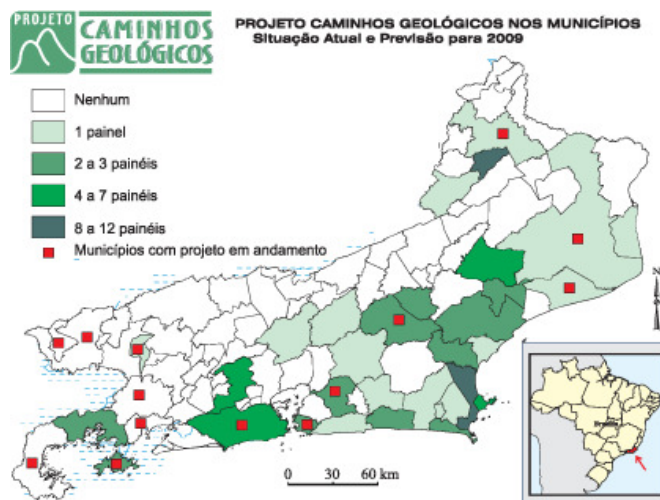 PROJETO
CAMINHOS
GEOLÓGICOS
PROJETO CAMINHOS GEOLÓGICOS NOS MUNICÍPIOS
Situação Atual e Previsão para 2009
Nenhum
1 painel
2 a 3 painéis
4 a 7 painéis
8 a 12 painéis
Municípios com projeto em andamento
N
0 30 60 km
Brasília